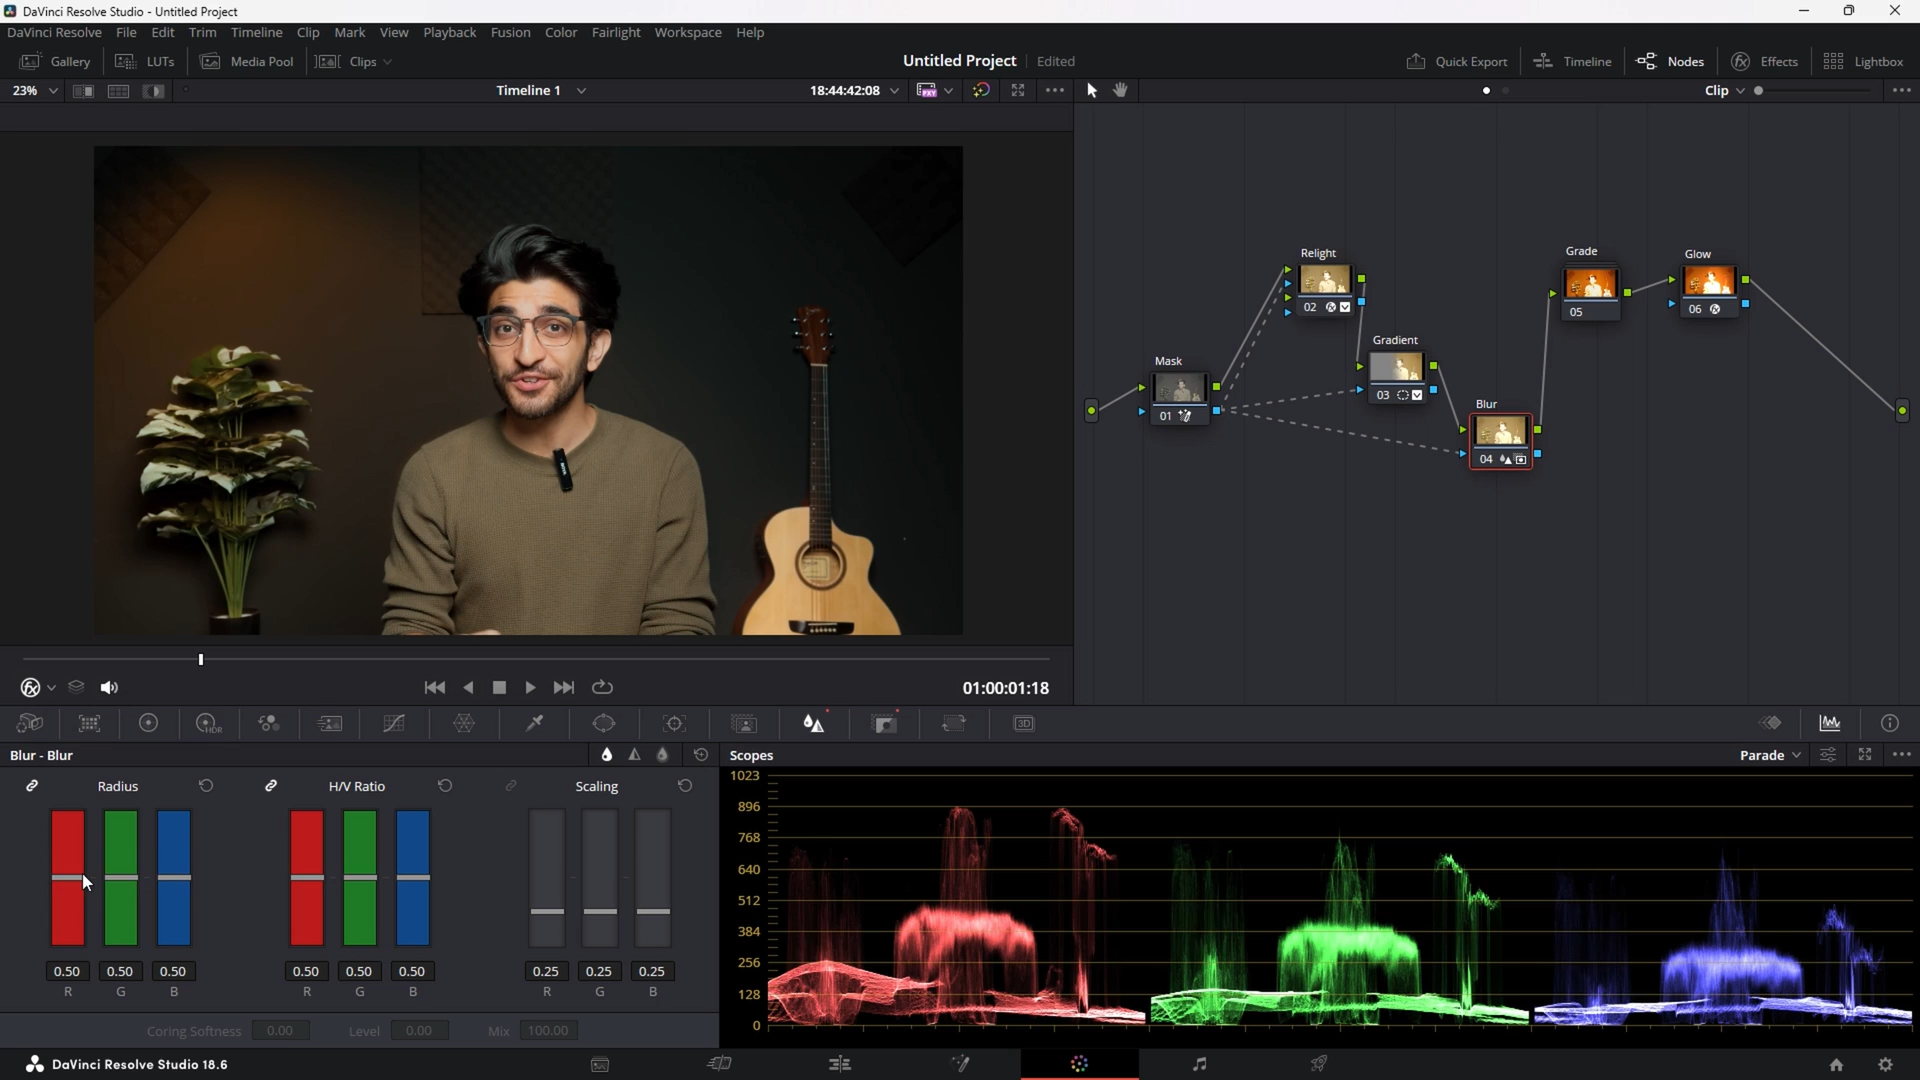 DaVinci Resolve Studio - Untitled Project
DaVinci Resolve File Edit Trim Timeline Clip Mark View Playback Fusion Color Fairlight Workspace Help
Gallery LUTs Media Pool Clips Untitled Project Edited Quick Export Timeline Nodes Effects Lightbox
23% Timeline 1 18:44:42:08 PXY Clip
Relight
02
Grade
05
Glow
06
Gradient
03
Mask
01
Blur
04
01:00:01:18
HDR 3D
Blur - Blur
Radius H/V Ratio Scaling
0.50 0.50 0.50 0.50 0.50 0.50 0.25 0.25 0.25
R G B R G B R G B
Coring Softness 0.00 Level 0.00 Mix 100.00
Scopes Parade
1023
896
768
640
512
384
256
128
0
DaVinci Resolve Studio 18.6